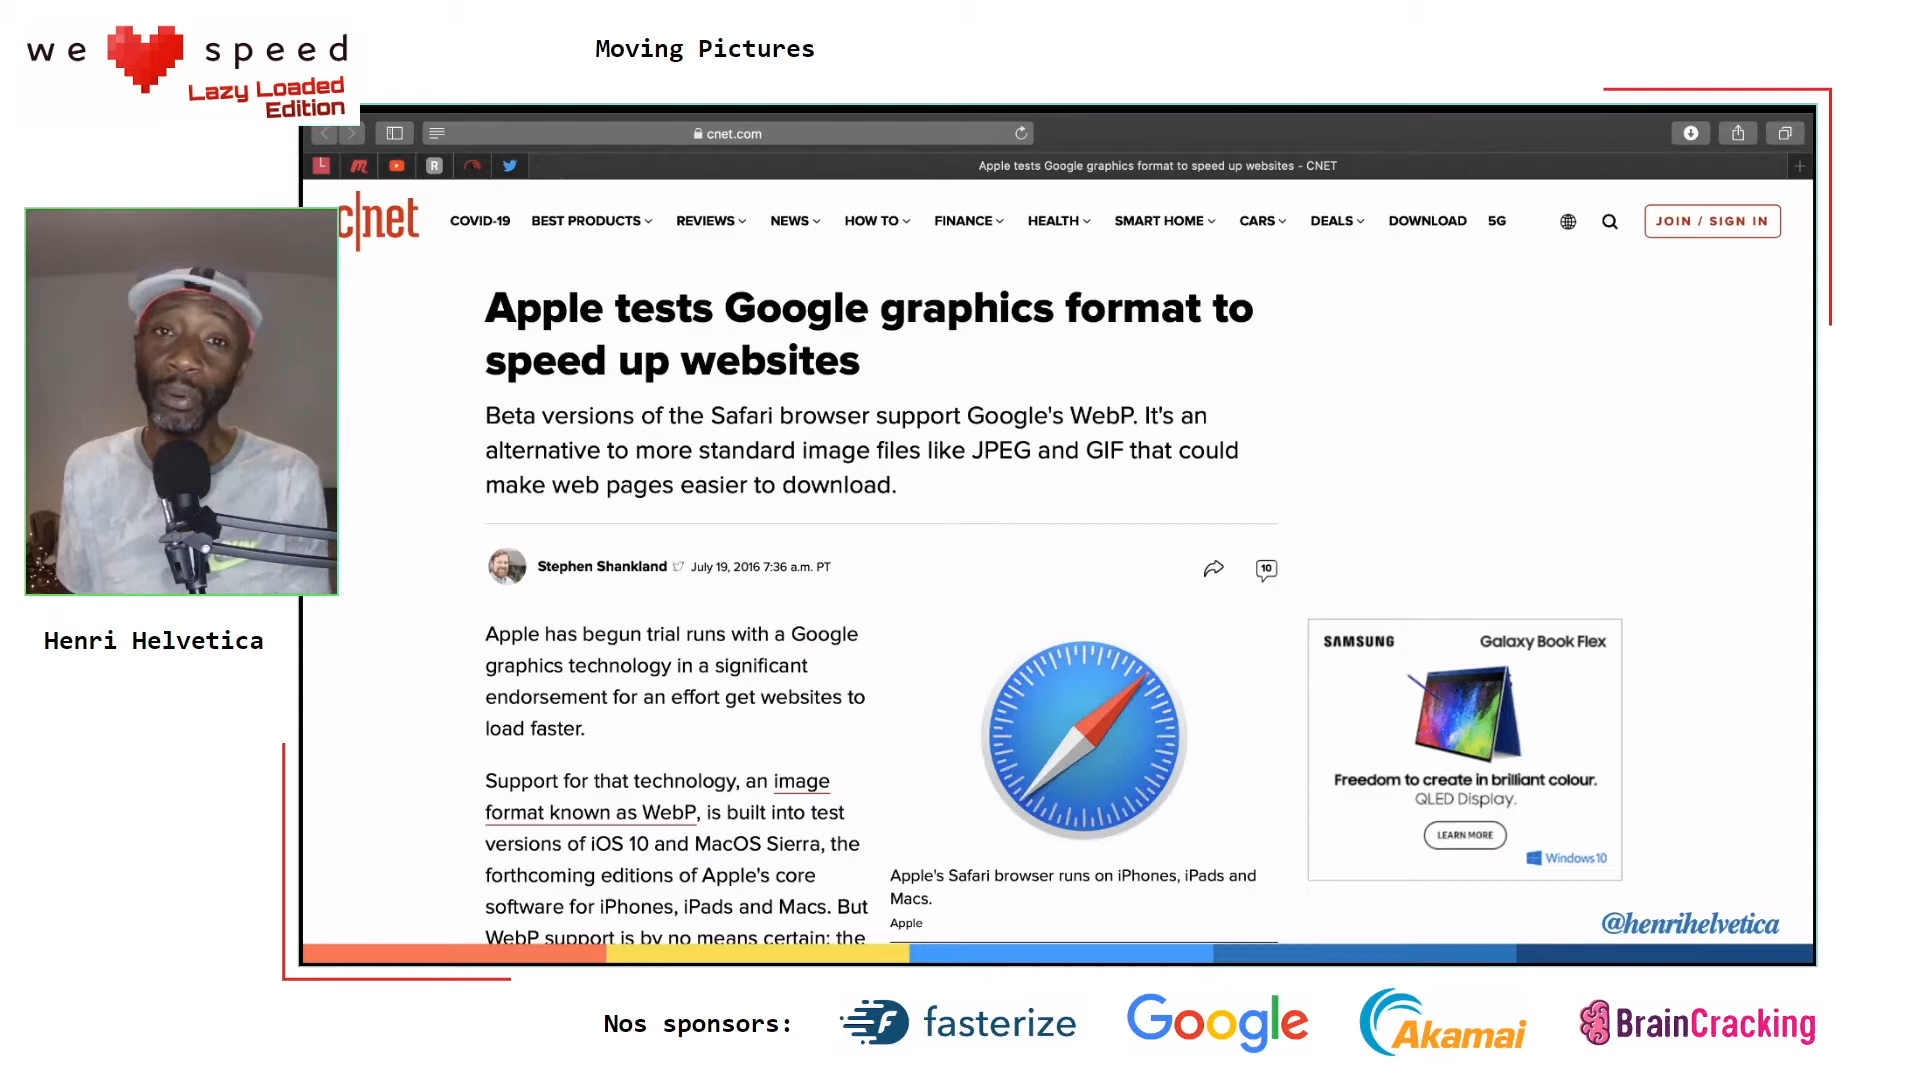 we speed
Lazy Loaded
Edition
Moving Pictures
cnet.com
Apple tests Google graphics format to speed up websites - CNET
c|net
COVID-19 BEST PRODUCTS REVIEWS NEWS HOW TO FINANCE HEALTH SMART HOME CARS DEALS DOWNLOAD 5G JOIN / SIGN IN
Apple tests Google graphics format to
speed up websites
Beta versions of the Safari browser support Google's WebP. It's an
alternative to more standard image files like JPEG and GIF that could
make web pages easier to download.
Stephen Shankland July 19, 2016 7:36 a.m. PT
10
Henri Helvetica
Apple has begun trial runs with a Google
graphics technology in a significant
endorsement for an effort get websites to
load faster.
Support for that technology, an image
format known as WebP, is built into test
versions of iOS 10 and MacOS Sierra, the
forthcoming editions of Apple's core
software for iPhones, iPads and Macs. But
WebP support is by no means certain: the
Apple's Safari browser runs on iPhones, iPads and
Macs.
Apple
SAMSUNG Galaxy Book Flex
Freedom to create in brilliant colour.
QLED Display.
LEARN MORE
Windows 10
@henrihelvetica
Nos sponsors: fasterize Google Akamai BrainCracking